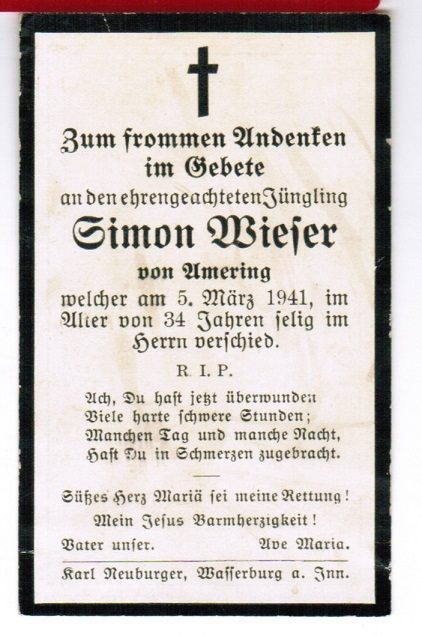 Zum frommen Andenken
im Gebete
an den ehrengeachteten Jüngling
Simon Wieser
von Amering
welcher am 5. März 1941, im
Alter von 34 Jahren selig im
Herrn verschied.
R. I. P.
Ach, Du hast jetzt überwunden
Viele harte schwere Stunden;
Manchen Tag und manche Nacht,
Hast Du in Schmerzen zugebracht.
Süßes Herz Mariä sei meine Rettung!
Mein Jesus Barmherzigkeit!
Vater unser. Ave Maria.
Karl Neuburger, Wasserburg a. Inn.